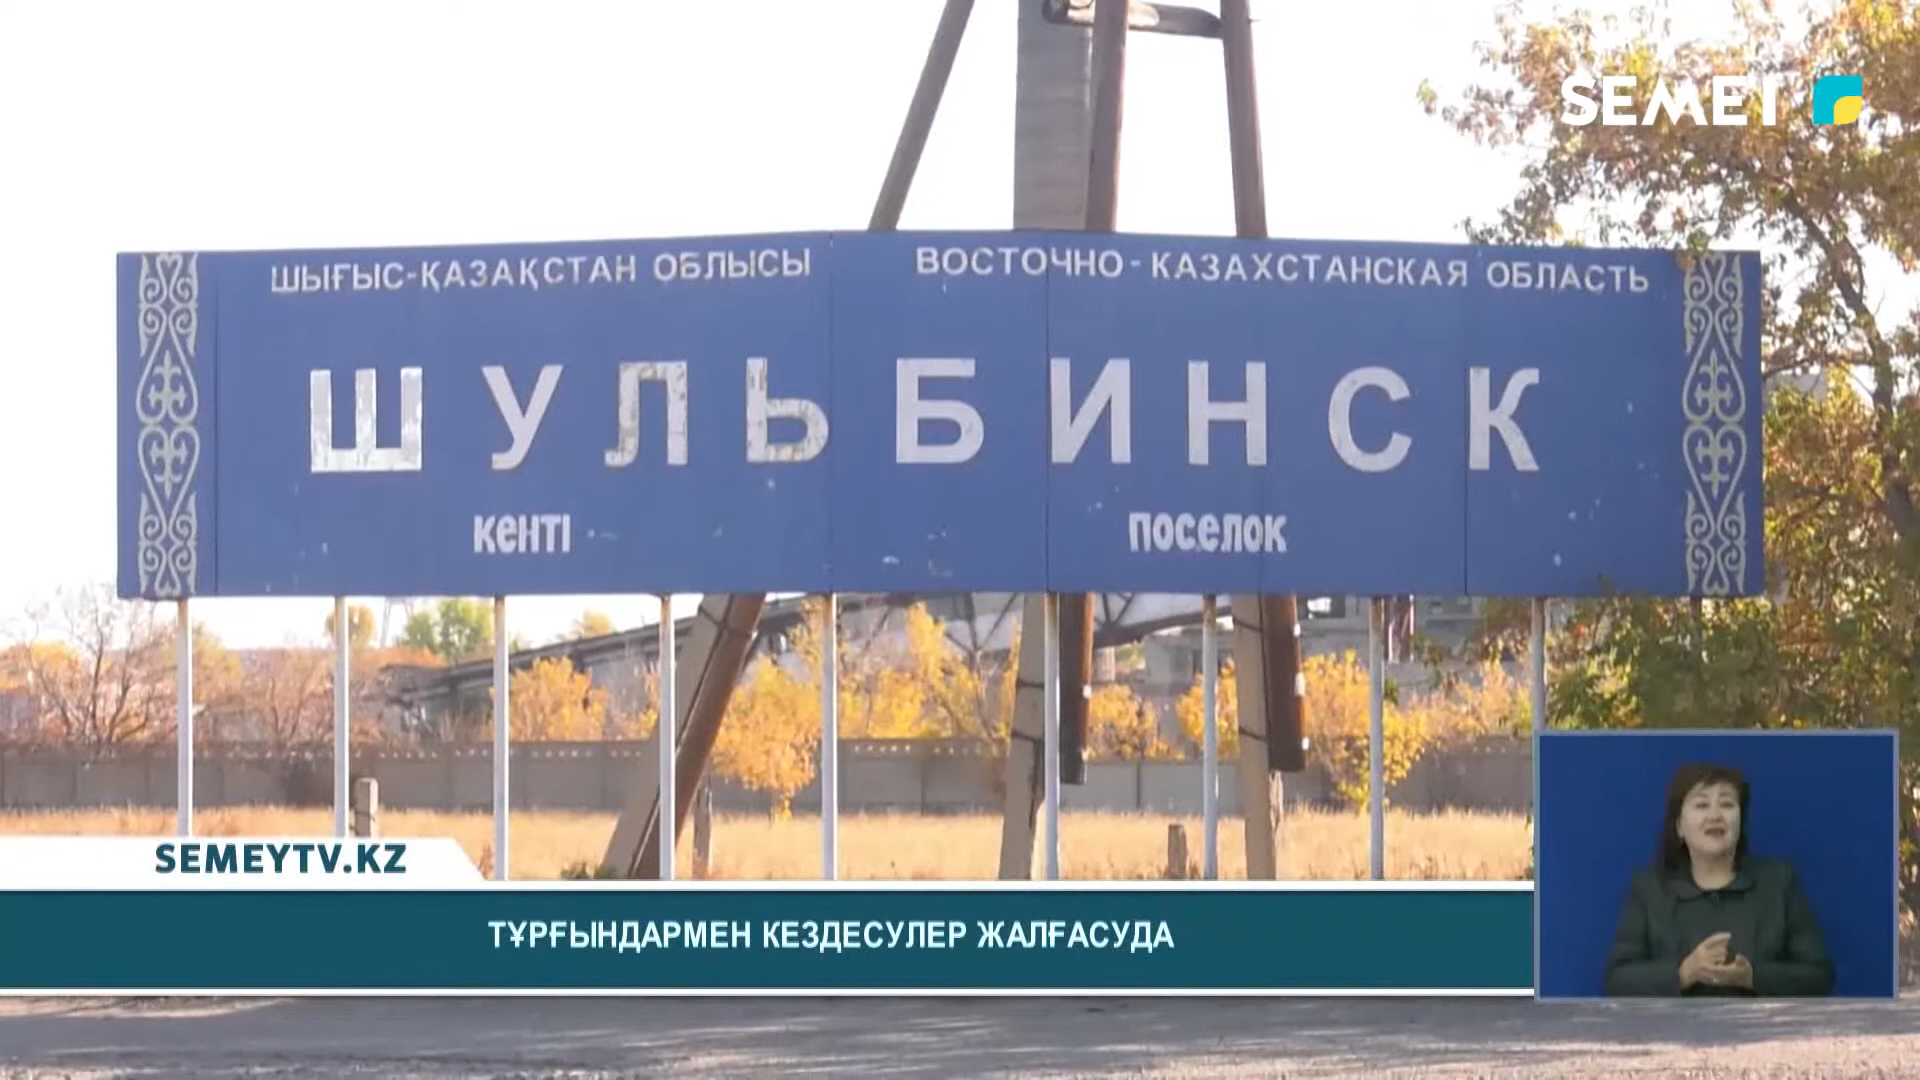 SEMEI
ШЫҒЫС-ҚАЗАҚСТАН ОБЛЫСЫ ВОСТОЧНО-КАЗАХСТАНСКАЯ ОБЛАСТЬ
ШУЛЬБИНСК
кенті поселок
SEMEYTV.KZ
ТҰРҒЫНДАРМЕН КЕЗДЕСУЛЕР ЖАЛҒАСУДА